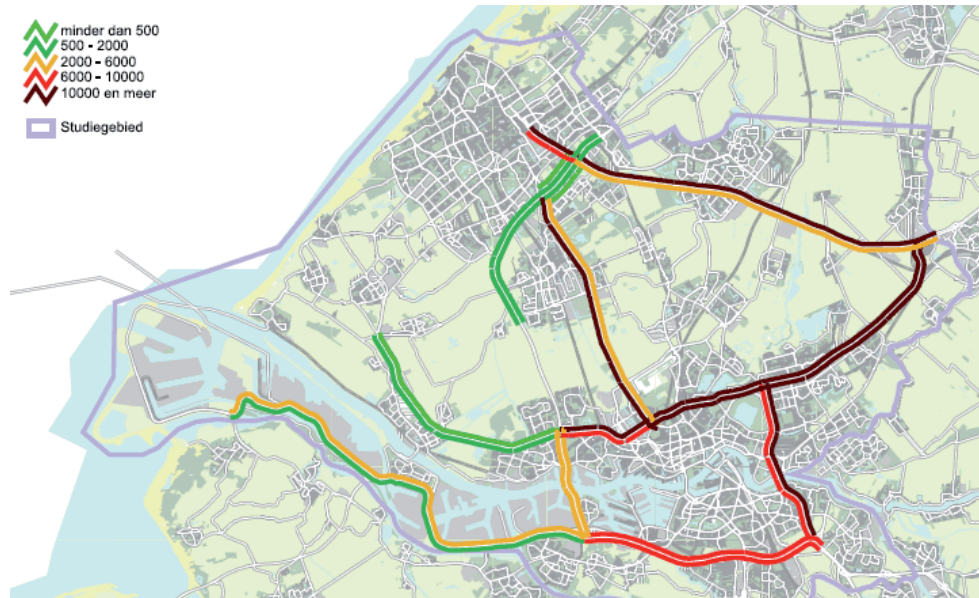 minder dan 500
500 - 2000
2000 - 6000
6000 - 10000
10000 en meer
Studiegebied